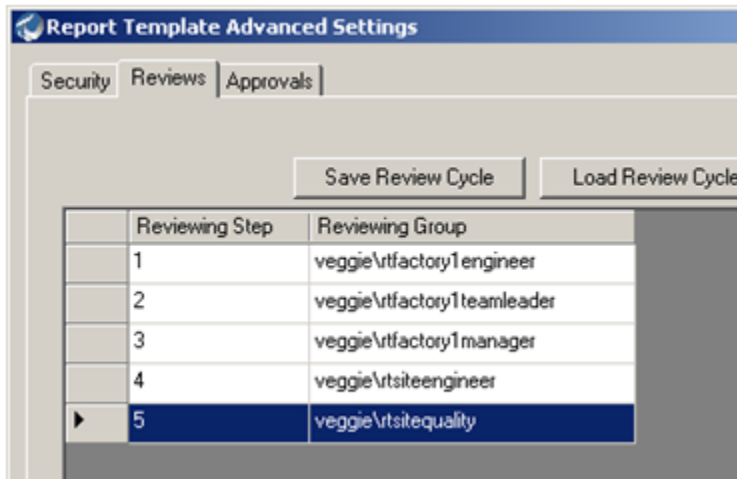 Report Template Advanced Settings
Security Reviews Approvals
Save Review Cycle Load Review Cycle
Reviewing Step Reviewing Group
1 veggie\rtfactory1engineer
2 veggie\rtfactory1teamleader
3 veggie\rtfactory1manager
4 veggie\rtsiteengineer
5 veggie\rtsitequality